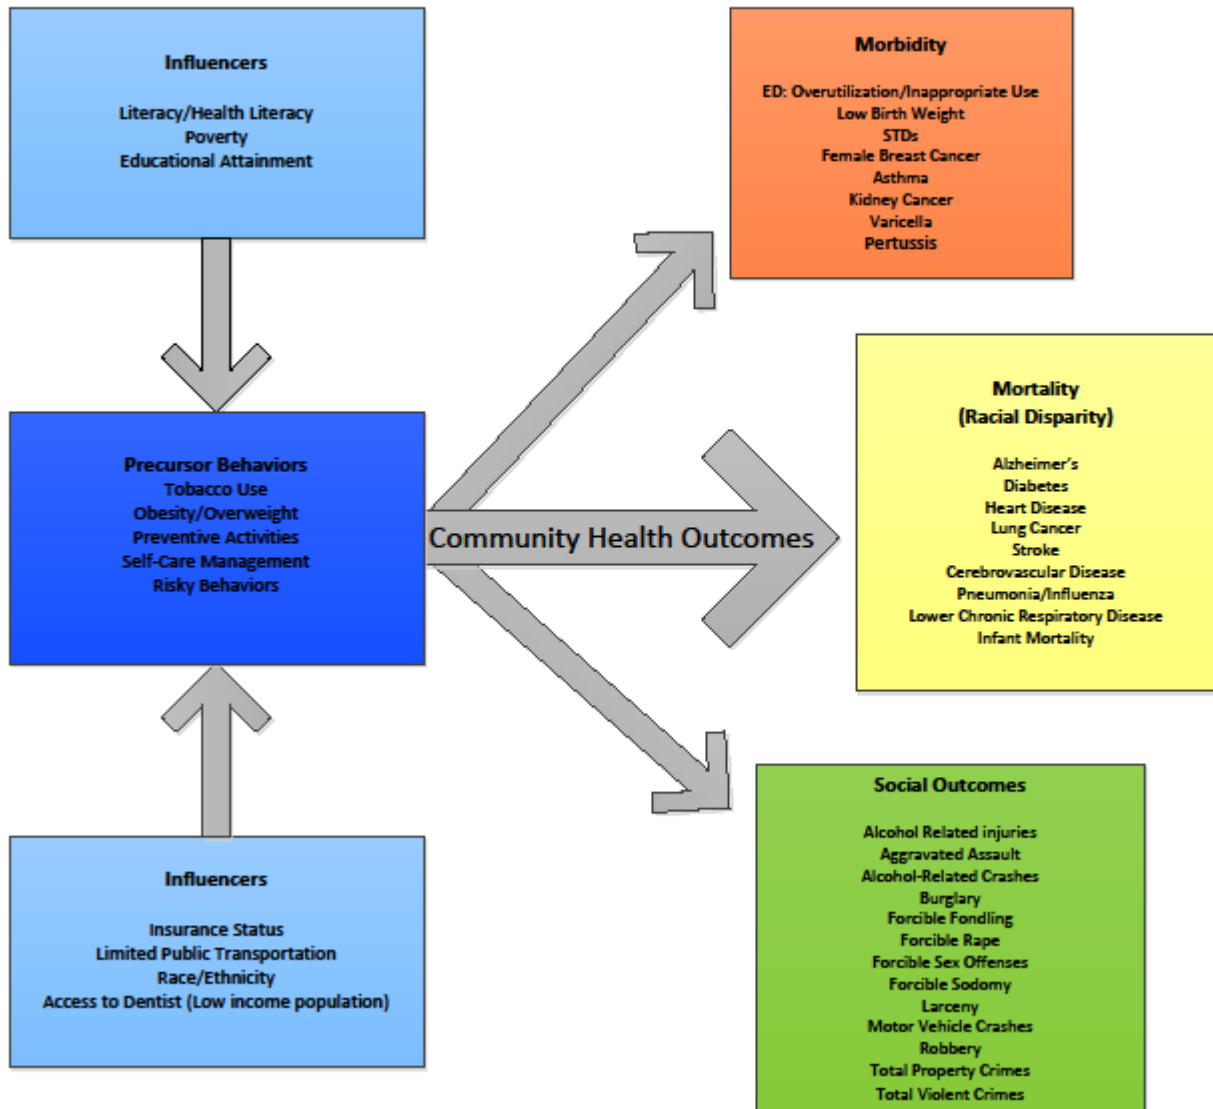 Influencers
Literacy/Health Literacy
Poverty
Educational Attainment
Morbidity
ED: Overutilization/Inappropriate Use
Low Birth Weight
STDs
Female Breast Cancer
Asthma
Kidney Cancer
Varicella
Pertussis
Precursor Behaviors
Tobacco Use
Obesity/Overweight
Preventive Activities
Self-Care Management
Risky Behaviors
Community Health Outcomes
Mortality
(Racial Disparity)
Alzheimer's
Diabetes
Heart Disease
Lung Cancer
Stroke
Cerebrovascular Disease
Pneumonia/Influenza
Lower Chronic Respiratory Disease
Infant Mortality
Influencers
Insurance Status
Limited Public Transportation
Race/Ethnicity
Access to Dentist (Low income population)
Social Outcomes
Alcohol Related injuries
Aggravated Assault
Alcohol-Related Crashes
Burglary
Forcible Fondling
Forcible Rape
Forcible Sex Offenses
Forcible Sodomy
Larceny
Motor Vehicle Crashes
Robbery
Total Property Crimes
Total Violent Crimes